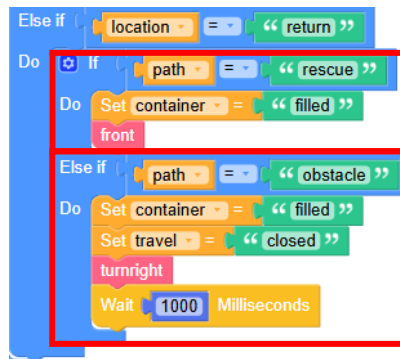 Else if location = “ return ”
Do If path = “ rescue ”
Do Set container = “ filled ”
front
Else if path = “ obstacle ”
Do Set container = “ filled ”
Set travel = “ closed ”
turnright
Wait 1000 Milliseconds